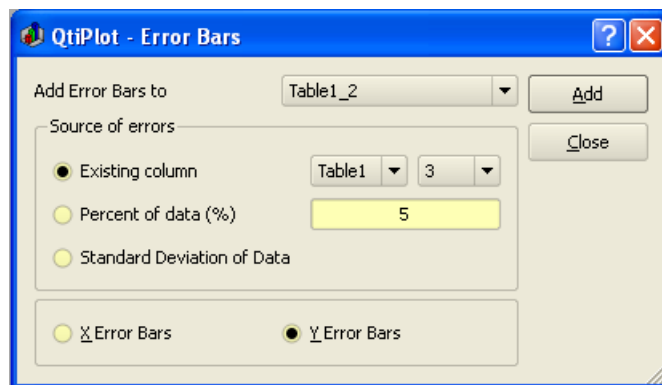 QtiPlot - Error Bars
Add Error Bars to Table1_2 Add
Source of errors Close
Existing column Table1 3
Percent of data (%) 5
Standard Deviation of Data
X Error Bars Y Error Bars